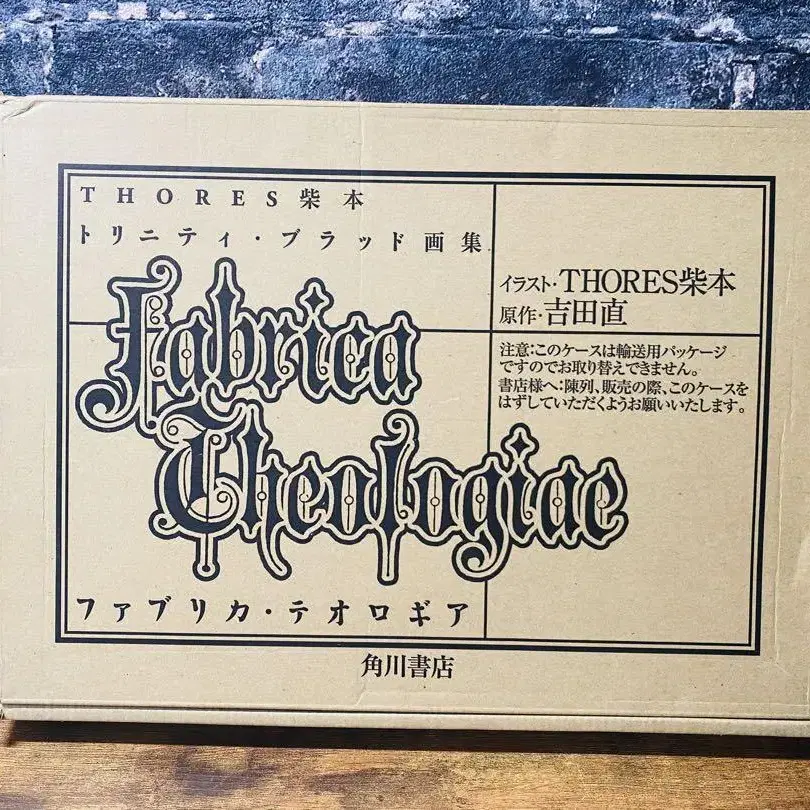 THORES柴本
トリニティ・ブラッド画集
Fabrica
Theologiae
ファブリカ・テオロギア
イラスト・THORES柴本
原作・吉田直
注意:このケースは輸送用パッケージ
ですのでお取り替えできません。
書店様へ:陳列、販売の際、このケースを
はずしていただくようお願いいたします。
角川書店